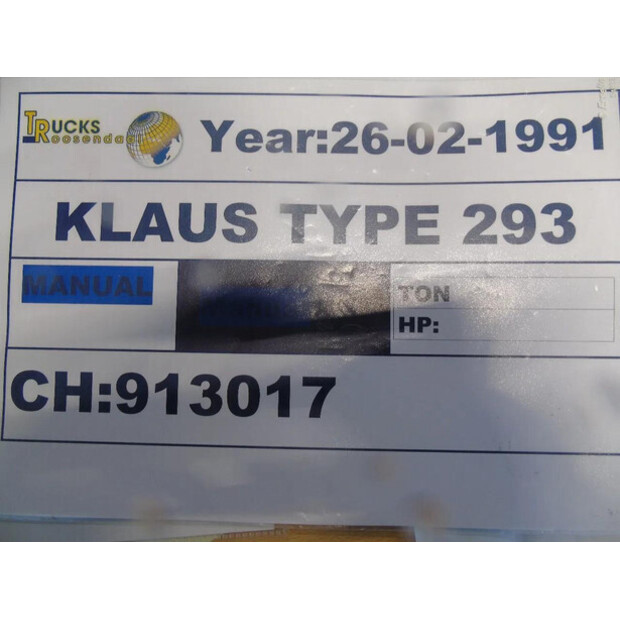 TRUCKS
Roosendaal
Year:26-02-1991
KLAUS TYPE 293
MANUAL
TON
HP:
CH:913017